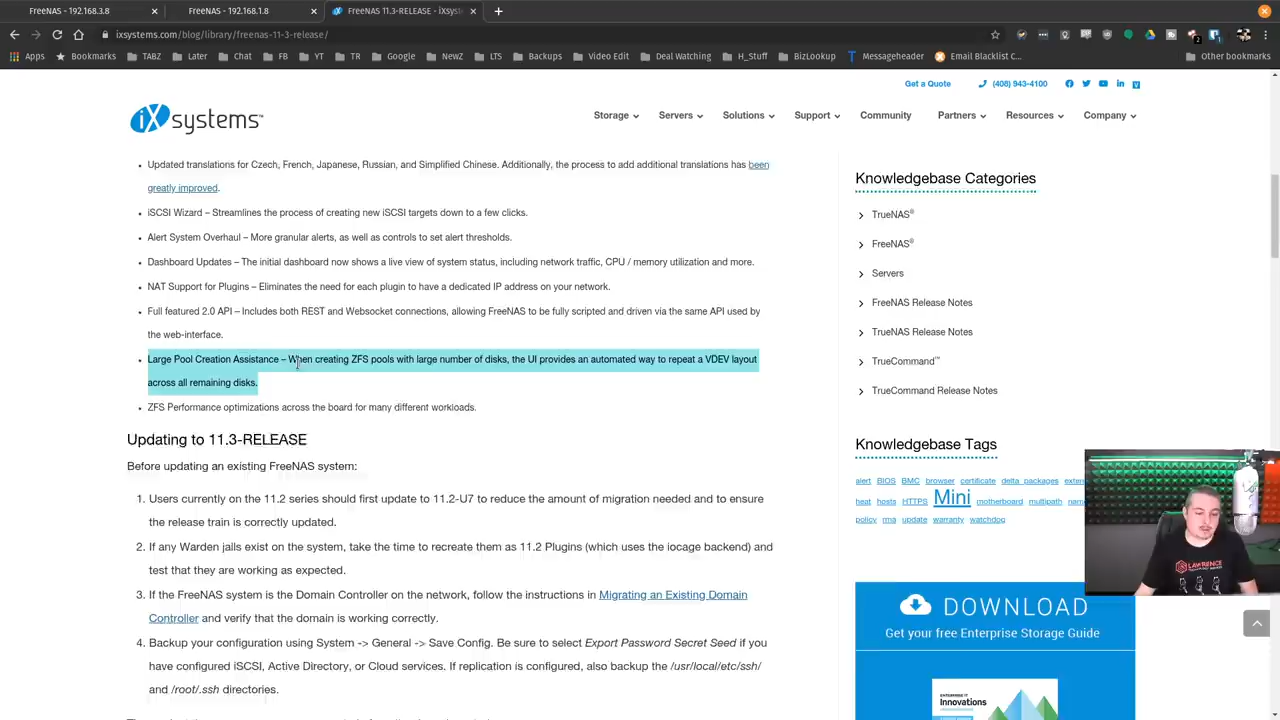 FreeNAS - 192.168.3.8
FreeNAS - 192.168.1.8
FreeNAS 11.3-RELEASE - iXsyst
ixsystems.com/blog/library/freenas-11-3-release/
Apps
Bookmarks
TABZ
Later
Chat
FB
YT
TR
Google
NewZ
LTS
Backups
Video Edit
Deal Watching
H_Stuff
BizLookup
Messageheader
Email Blacklist C...
Other bookmarks
Get a Quote
(408) 943-4100
iXsystems™
Storage
Servers
Solutions
Support
Community
Partners
Resources
Company
• Updated translations for Czech, French, Japanese, Russian, and Simplified Chinese. Additionally, the process to add additional translations has been
greatly improved.
• iSCSI Wizard – Streamlines the process of creating new iSCSI targets down to a few clicks.
• Alert System Overhaul – More granular alerts, as well as controls to set alert thresholds.
• Dashboard Updates – The initial dashboard now shows a live view of system status, including network traffic, CPU / memory utilization and more.
• NAT Support for Plugins – Eliminates the need for each plugin to have a dedicated IP address on your network.
• Full featured 2.0 API – Includes both REST and Websocket connections, allowing FreeNAS to be fully scripted and driven via the same API used by
the web-interface.
• Large Pool Creation Assistance – When creating ZFS pools with large number of disks, the UI provides an automated way to repeat a VDEV layout
across all remaining disks.
• ZFS Performance optimizations across the board for many different workloads.
Updating to 11.3-RELEASE
Before updating an existing FreeNAS system:
1. Users currently on the 11.2 series should first update to 11.2-U7 to reduce the amount of migration needed and to ensure
the release train is correctly updated.
2. If any Warden jails exist on the system, take the time to recreate them as 11.2 Plugins (which uses the iocage backend) and
test that they are working as expected.
3. If the FreeNAS system is the Domain Controller on the network, follow the instructions in Migrating an Existing Domain
Controller and verify that the domain is working correctly.
4. Backup your configuration using System -> General -> Save Config. Be sure to select Export Password Secret Seed if you
have configured iSCSI, Active Directory, or Cloud services. If replication is configured, also backup the /usr/local/etc/ssh/
and /root/.ssh directories.
Knowledgebase Categories
TrueNAS®
FreeNAS®
Servers
FreeNAS Release Notes
TrueNAS Release Notes
TrueCommand™
TrueCommand Release Notes
Knowledgebase Tags
alert BIOS BMC browser certificate delta packages exten
heat hosts HTTPS Mini motherboard multipath nam
policy rma update warranty watchdog
DOWNLOAD
Get your free Enterprise Storage Guide
ENTERPRISE IT
Innovations
LAWRENCE